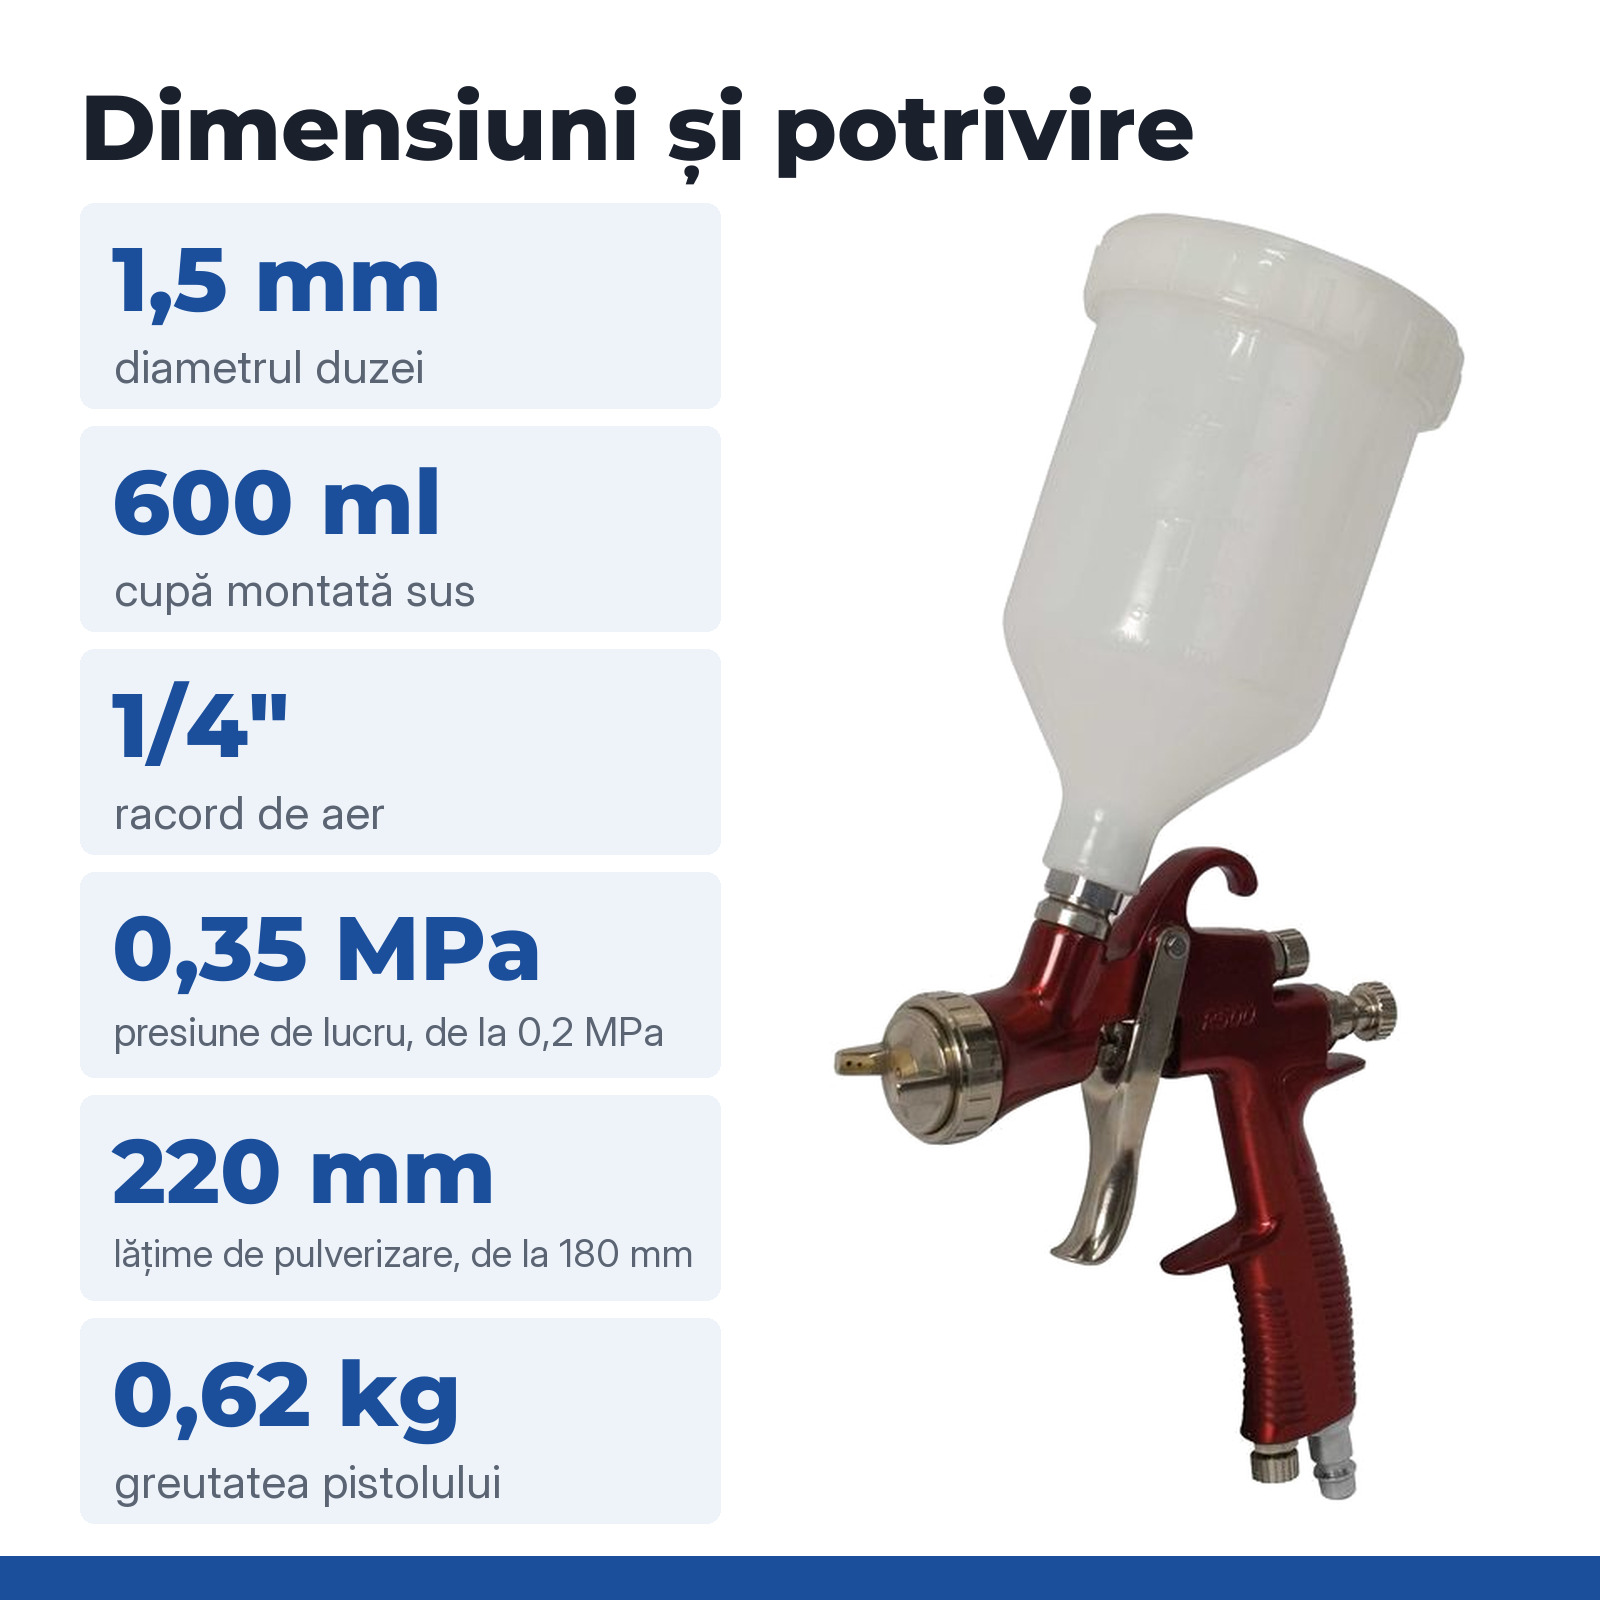 Dimensiuni și potrivire
1,5 mm
diametrul duzei
600 ml
cupă montată sus
1/4"
racord de aer
0,35 MPa
presiune de lucru, de la 0,2 MPa
220 mm
lățime de pulverizare, de la 180 mm
0,62 kg
greutatea pistolului